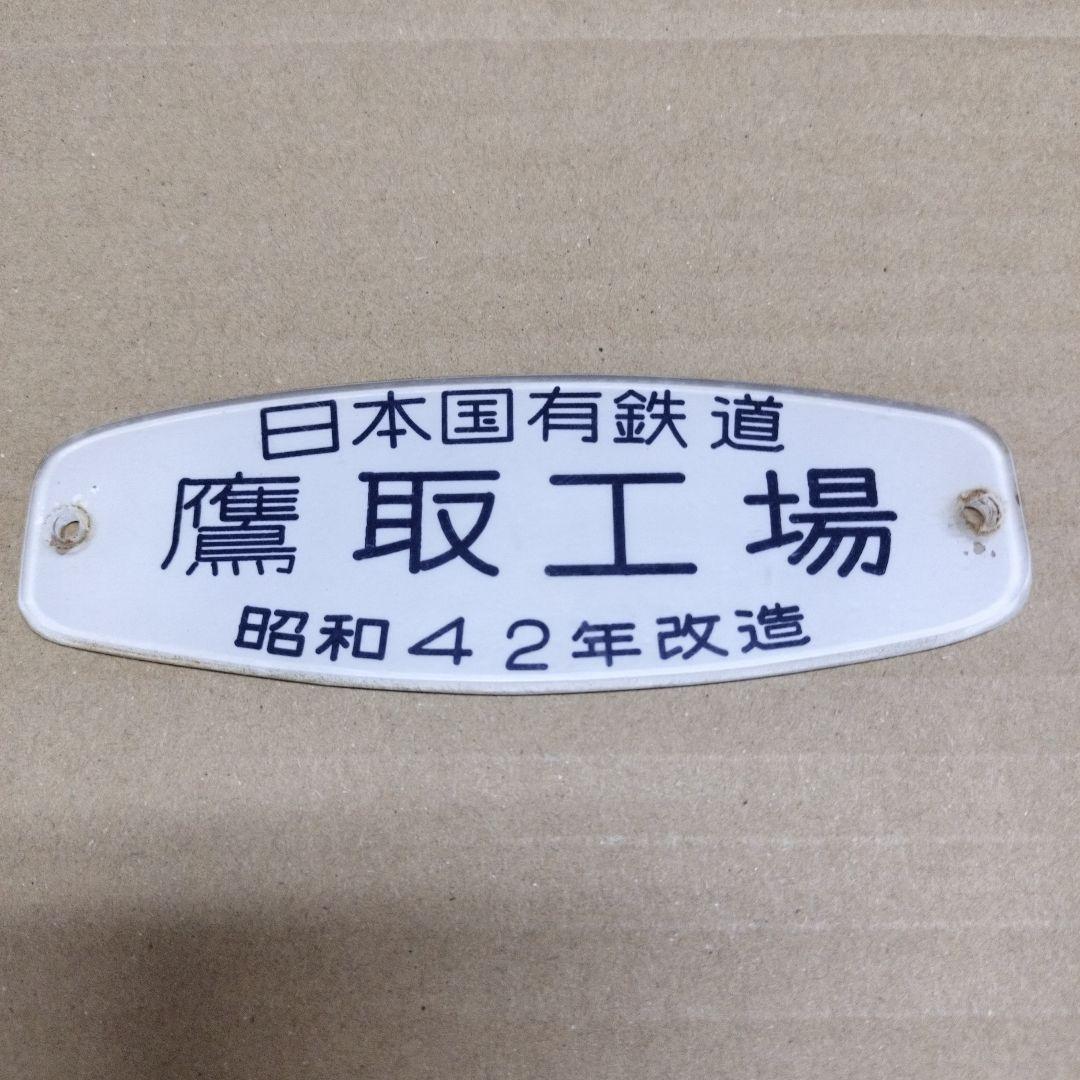 日本国有鉄道
鷹取工場
昭和42年改造